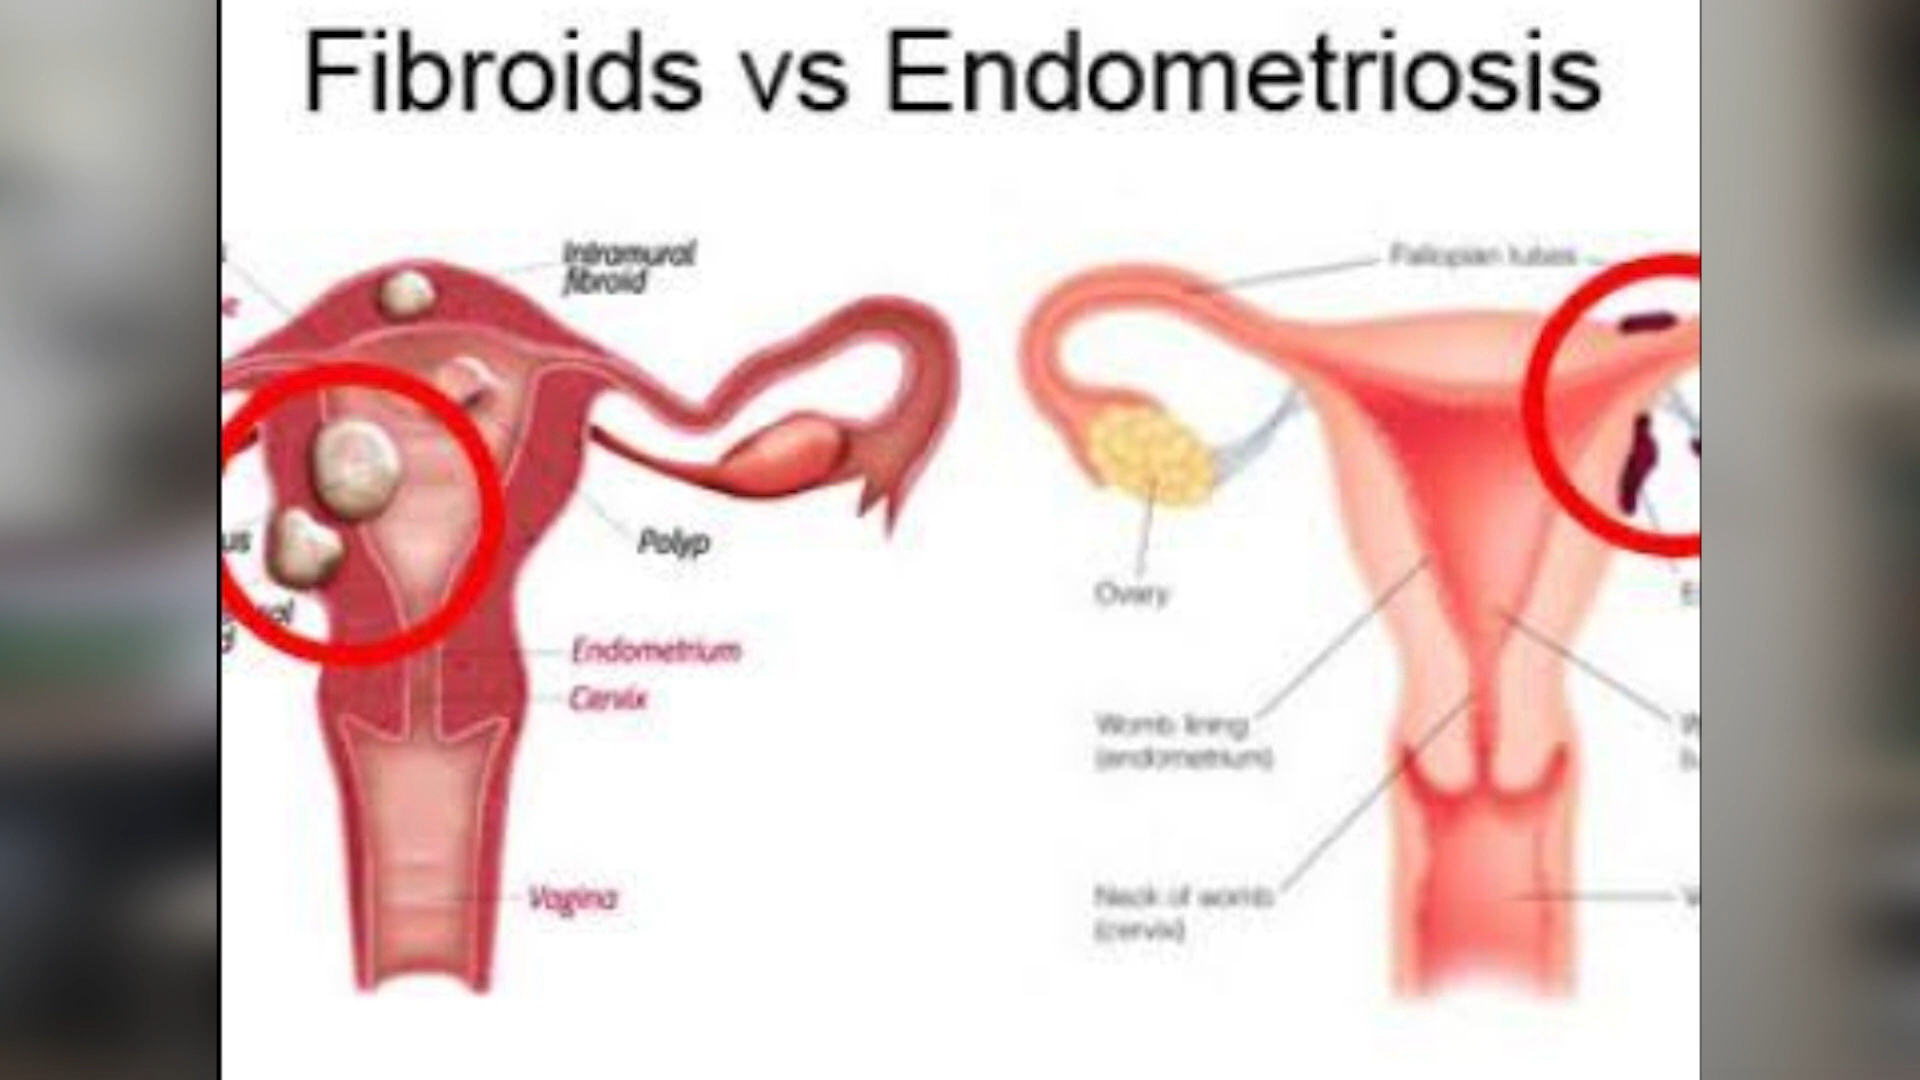 Fibroids vs Endometriosis
Intramural
fibroid
Polyp
Endometrium
Cervix
Vagina
Fallopian tubes
Ovary
Womb lining
(endometrium)
Neck of womb
(cervix)